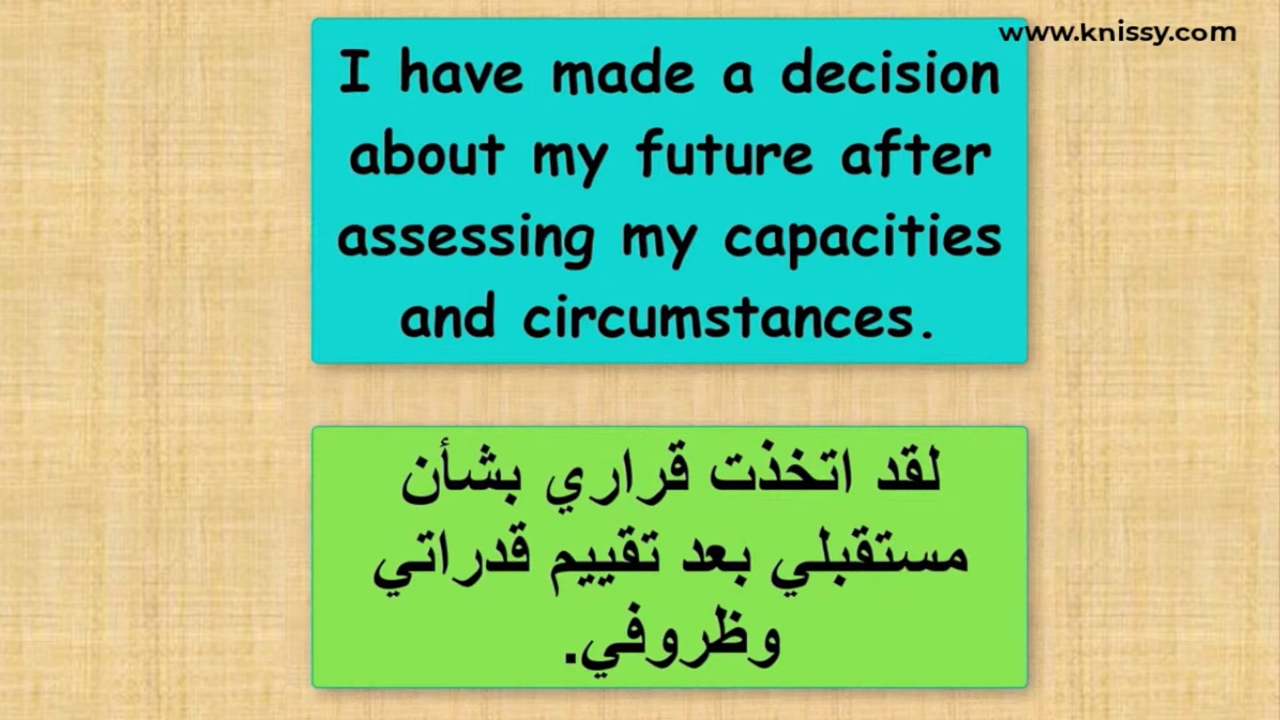 www.knissy.com
I have made a decision
about my future after
assessing my capacities
and circumstances.
لقد اتخذت قراري بشأن
مستقبلي بعد تقييم قدراتي
وظروفي.